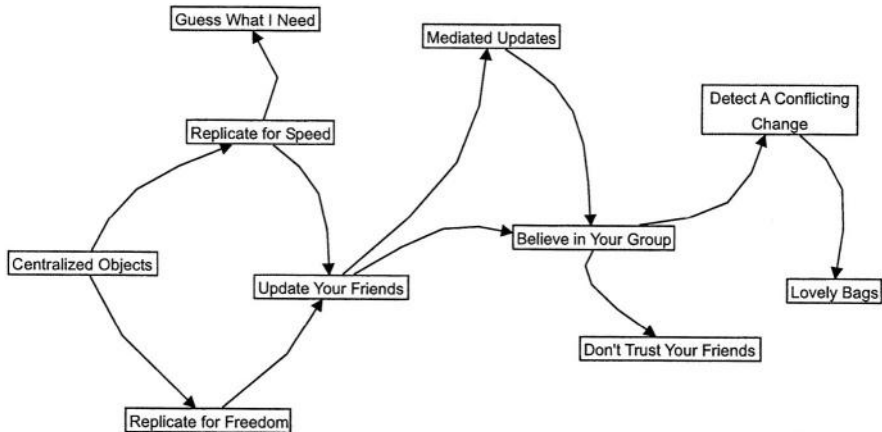 Guess What I Need
Mediated Updates
Detect A Conflicting
Change
Replicate for Speed
Believe in Your Group
Centralized Objects
Update Your Friends
Lovely Bags
Don't Trust Your Friends
Replicate for Freedom